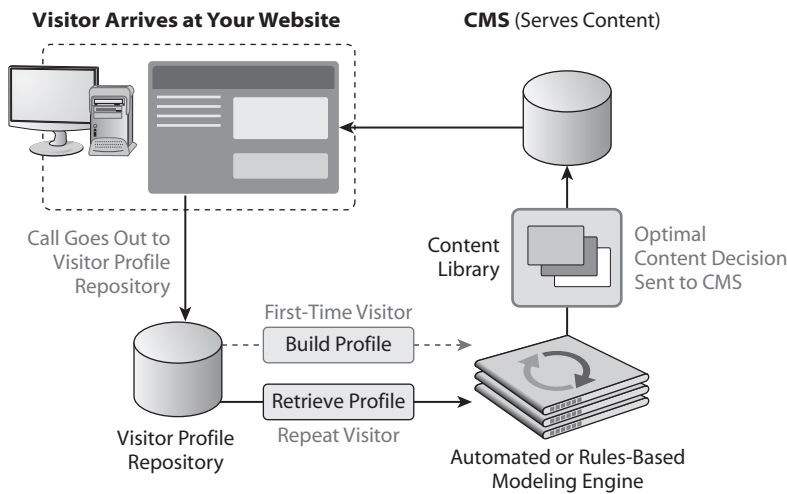 Visitor Arrives at Your Website
CMS (Serves Content)
Call Goes Out to
Visitor Profile
Repository
Content
Library
Optimal
Content Decision
Sent to CMS
First-Time Visitor
Build Profile
Retrieve Profile
Repeat Visitor
Visitor Profile
Repository
Automated or Rules-Based
Modeling Engine